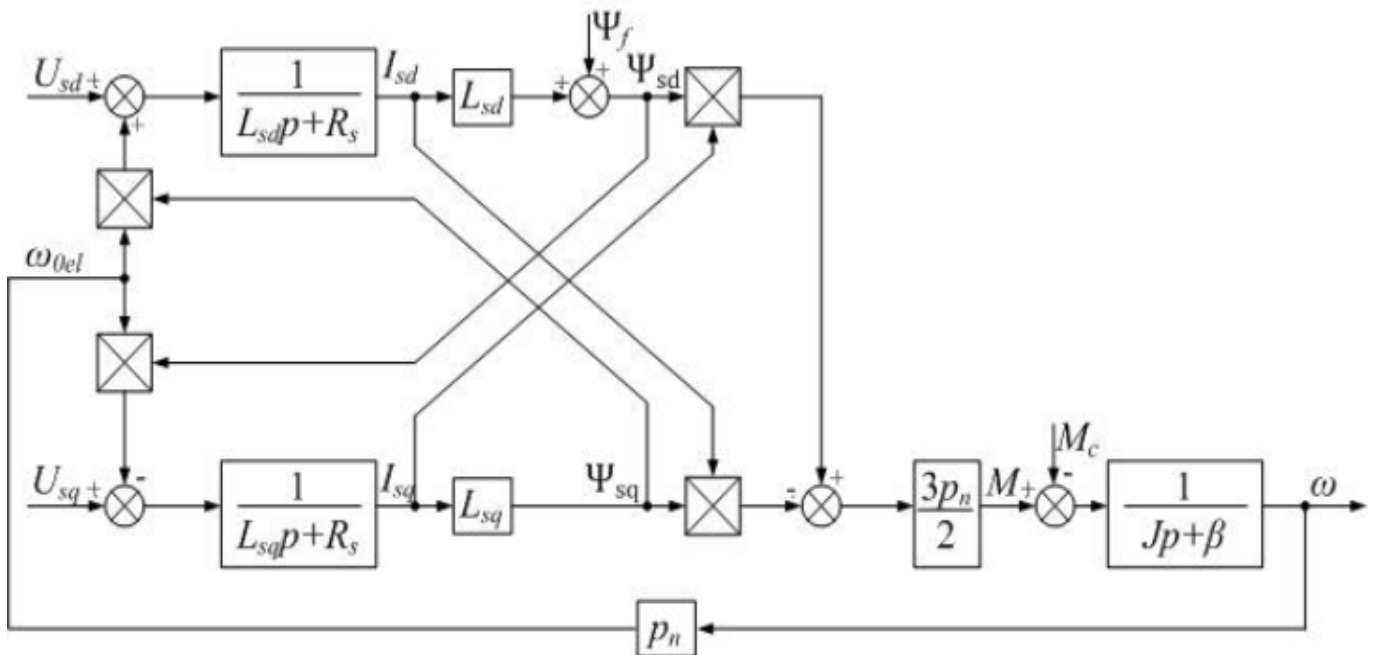 Ψf
Usd + + Isd + + Ψsd
1
Lsdp+Rs
Lsd
+
ω0el
Usq + - Isq Ψsq - + M + - Mc ω
1
Lsqp+Rs
Lsq
3pn
2
1
Jp+β
pn